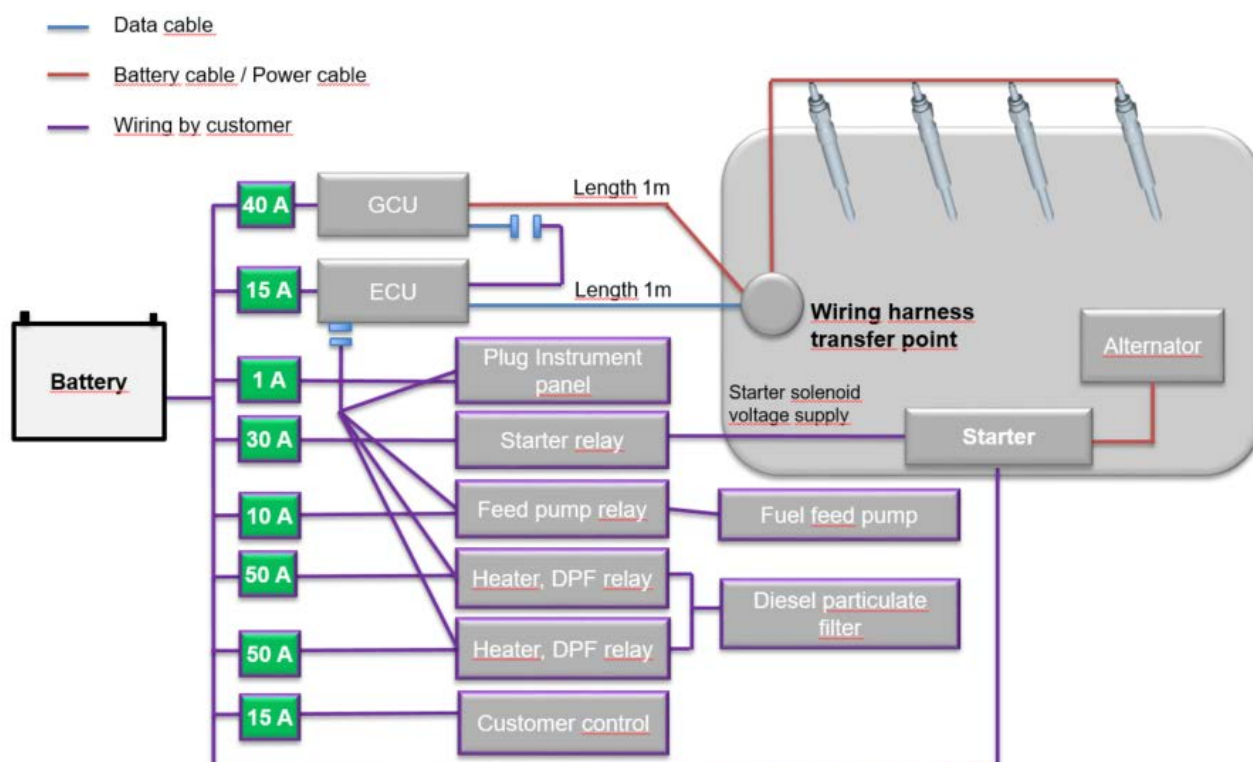 Data cable
Battery cable / Power cable
Wiring by customer
40 A
GCU
Length 1m
15 A
ECU
Length 1m
Wiring harness
transfer point
Alternator
Battery
1 A
Plug Instrument
panel
Starter solenoid
voltage supply
30 A
Starter relay
Starter
10 A
Feed pump relay
Fuel feed pump
50 A
Heater, DPF relay
Diesel particulate
filter
50 A
Heater, DPF relay
15 A
Customer control